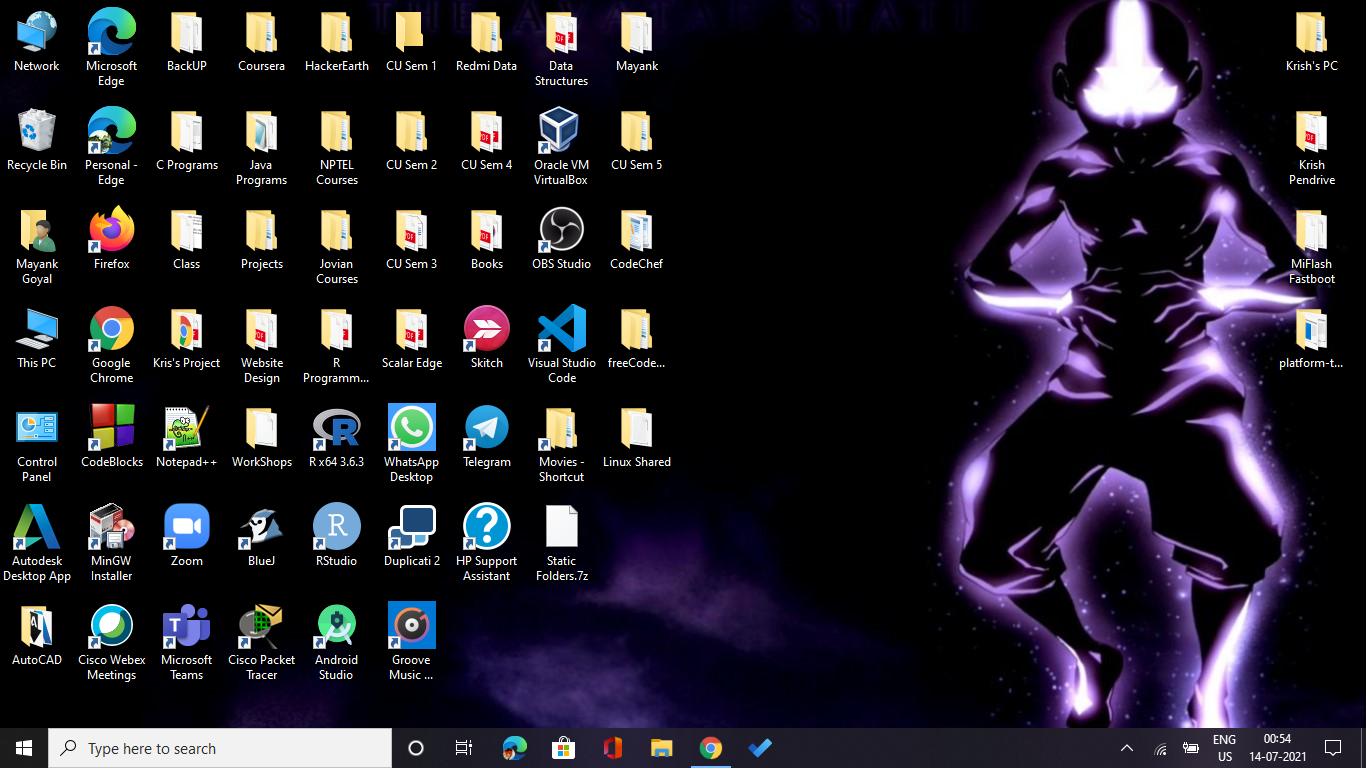 THE AVATAR STATE
Network
Microsoft
Edge
BackUP
Coursera
HackerEarth
CU Sem 1
Redmi Data
Data
Structures
Mayank
Krish's PC
Recycle Bin
Personal -
Edge
C Programs
Java
Programs
NPTEL
Courses
CU Sem 2
CU Sem 4
Oracle VM
VirtualBox
CU Sem 5
Krish
Pendrive
Mayank
Goyal
Firefox
Class
Projects
Jovian
Courses
CU Sem 3
Books
OBS Studio
CodeChef
MiFlash
Fastboot
This PC
Google
Chrome
Kris's Project
Website
Design
R
Programm...
Scalar Edge
Skitch
Visual Studio
Code
freeCode...
platform-t...
Control
Panel
CodeBlocks
Notepad++
WorkShops
R x64 3.6.3
WhatsApp
Desktop
Telegram
Movies -
Shortcut
Linux Shared
Autodesk
Desktop App
MinGW
Installer
Zoom
BlueJ
RStudio
Duplicati 2
HP Support
Assistant
Static
Folders.7z
AutoCAD
Cisco Webex
Meetings
Microsoft
Teams
Cisco Packet
Tracer
Android
Studio
Groove
Music ...
Type here to search
ENG
US
00:54
14-07-2021